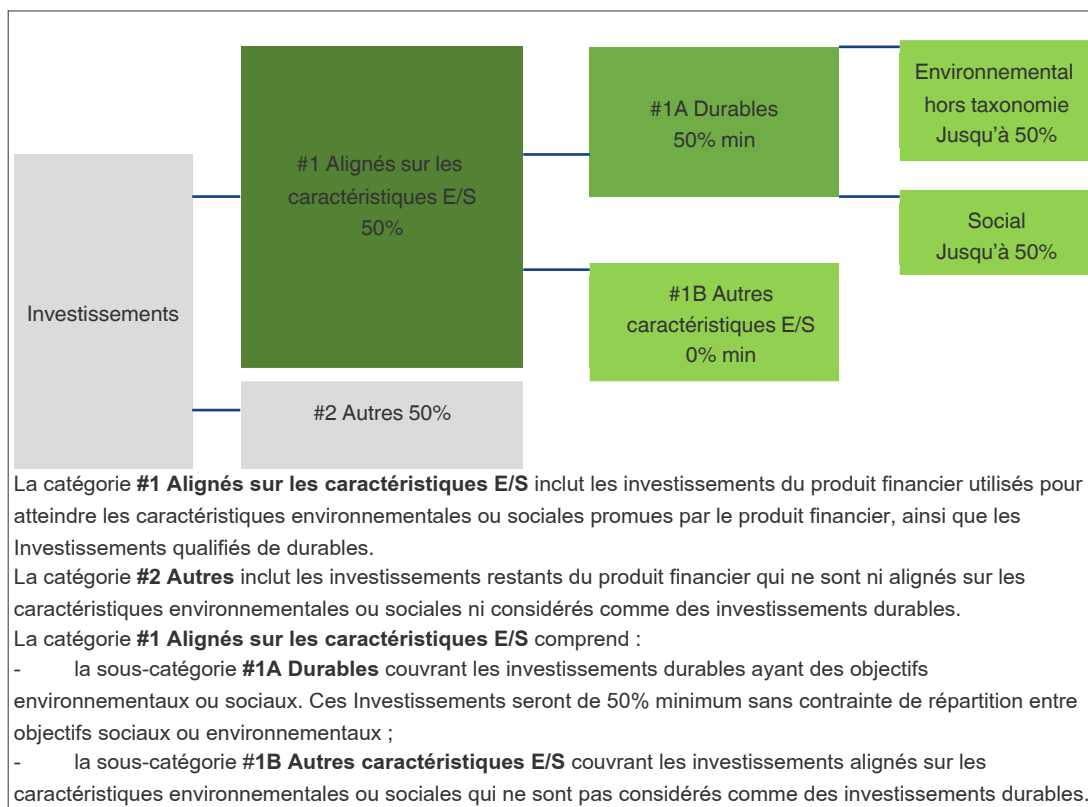 Investissements
#1 Alignés sur les
caractéristiques E/S
50%
#2 Autres 50%
#1A Durables
50% min
#1B Autres
caractéristiques E/S
0% min
Environnemental
hors taxonomie
Jusqu'à 50%
Social
Jusqu'à 50%
La catégorie #1 Alignés sur les caractéristiques E/S inclut les investissements du produit financier utilisés pour
atteindre les caractéristiques environnementales ou sociales promues par le produit financier, ainsi que les
Investissements qualifiés de durables.
La catégorie #2 Autres inclut les investissements restants du produit financier qui ne sont ni alignés sur les
caractéristiques environnementales ou sociales ni considérés comme des investissements durables.
La catégorie #1 Alignés sur les caractéristiques E/S comprend :
- la sous-catégorie #1A Durables couvrant les investissements durables ayant des objectifs
environnementaux ou sociaux. Ces Investissements seront de 50% minimum sans contrainte de répartition entre
objectifs sociaux ou environnementaux ;
- la sous-catégorie #1B Autres caractéristiques E/S couvrant les investissements alignés sur les
caractéristiques environnementales ou sociales qui ne sont pas considérés comme des investissements durables